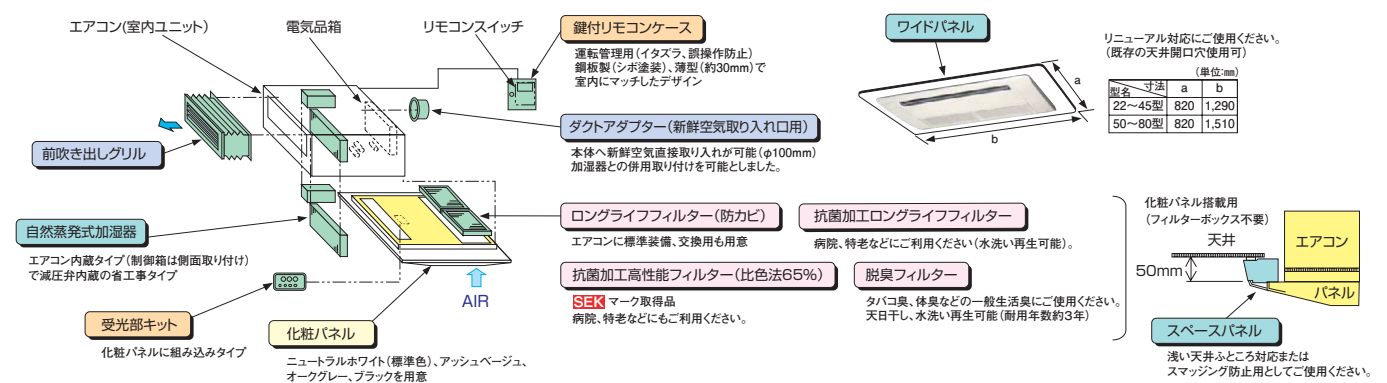 エアコン(室内ユニット)
電気品箱
リモコンスイッチ
鍵付リモコンケース
運転管理用(イタズラ、誤操作防止)
鋼板製(シボ塗装)、薄型(約30mm)で
室内にマッチしたデザイン
ダクトアダプター(新鮮空気取り入れ口用)
本体へ新鮮空気直接取り入れが可能(φ100mm)
加湿器との併用取り付けを可能としました。
前吹き出しグリル
自然蒸発式加湿器
エアコン内蔵タイプ(制御箱は側面取り付け)
で減圧弁内蔵の省工事タイプ
受光部キット
化粧パネルに組み込みタイプ
AIR
化粧パネル
ニュートラルホワイト(標準色)、アッシュベージュ、
オークグレー、ブラックを用意
ロングライフフィルター(防カビ)
エアコンに標準装備、交換用も用意
抗菌加工ロングライフフィルター
病院、特老などにご利用ください(水洗い再生可能)。
抗菌加工高性能フィルター(比色法65%)
SEK マーク取得品
病院、特老などにもご利用ください。
脱臭フィルター
タバコ臭、体臭などの一般生活臭にご使用ください。
天日干し、水洗い再生可能(耐用年数約3年)
ワイドパネル
a
b
リニューアル対応にご使用ください。
(既存の天井開口穴使用可)
(単位:㎜)
型名 寸法 a b
22〜45型 820 1,290
50〜80型 820 1,510
化粧パネル搭載用
(フィルターボックス不要)
天井
エアコン
50mm
パネル
スペースパネル
浅い天井ふところ対応または
スマッジング防止用としてご使用ください。